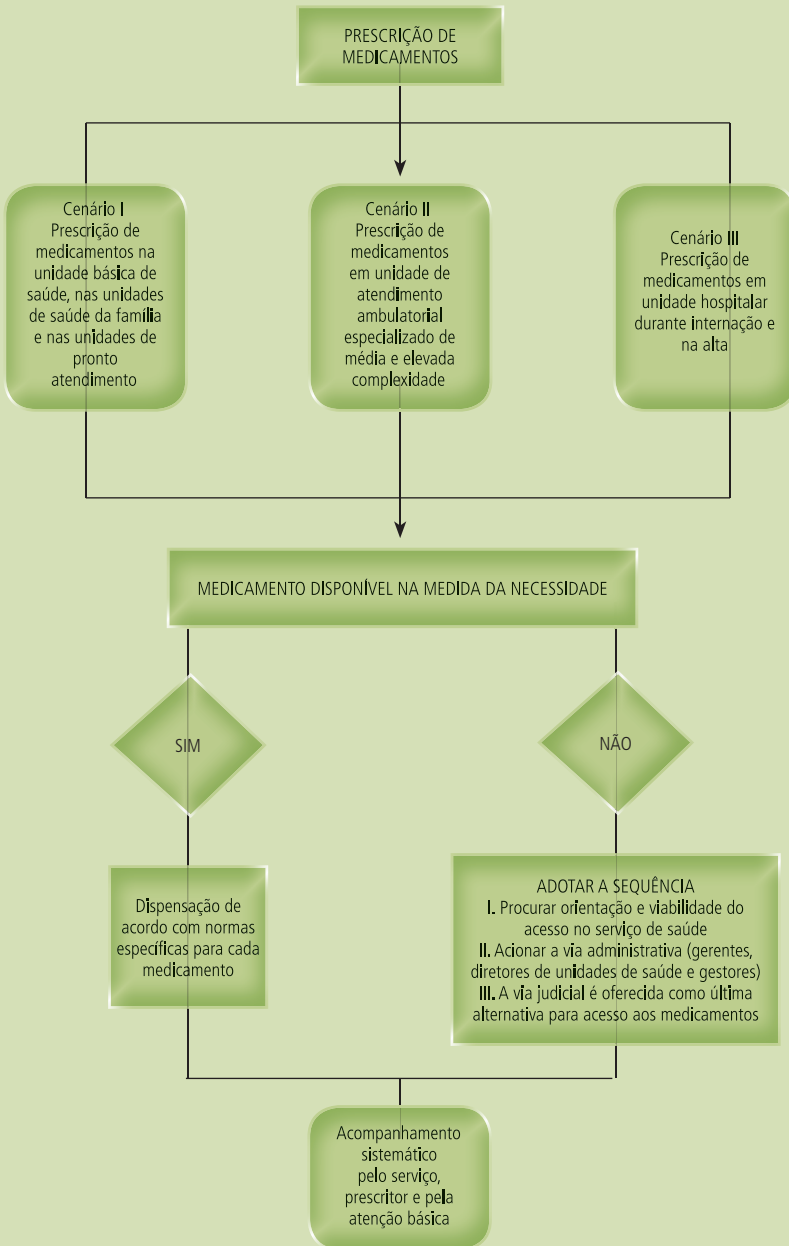 PRESCRIÇÃO DE
MEDICAMENTOS
Cenário I
Prescrição de
medicamentos na
unidade básica de
saúde, nas unidades
de saúde da família
e nas unidades de
pronto
atendimento
Cenário II
Prescrição de
medicamentos
em unidade de
atendimento
ambulatorial
especializado de
média e elevada
complexidade
Cenário III
Prescrição de
medicamentos em
unidade hospitalar
durante internação e
na alta
MEDICAMENTO DISPONÍVEL NA MEDIDA DA NECESSIDADE
SIM
NÃO
Dispensação de
acordo com normas
específicas para cada
medicamento
ADOTAR A SEQUÊNCIA
I. Procurar orientação e viabilidade do
acesso no serviço de saúde
II. Acionar a via administrativa (gerentes,
diretores de unidades de saúde e gestores)
III. A via judicial é oferecida como última
alternativa para acesso aos medicamentos
Acompanhamento
sistemático
pelo serviço,
prescritor e pela
atenção básica